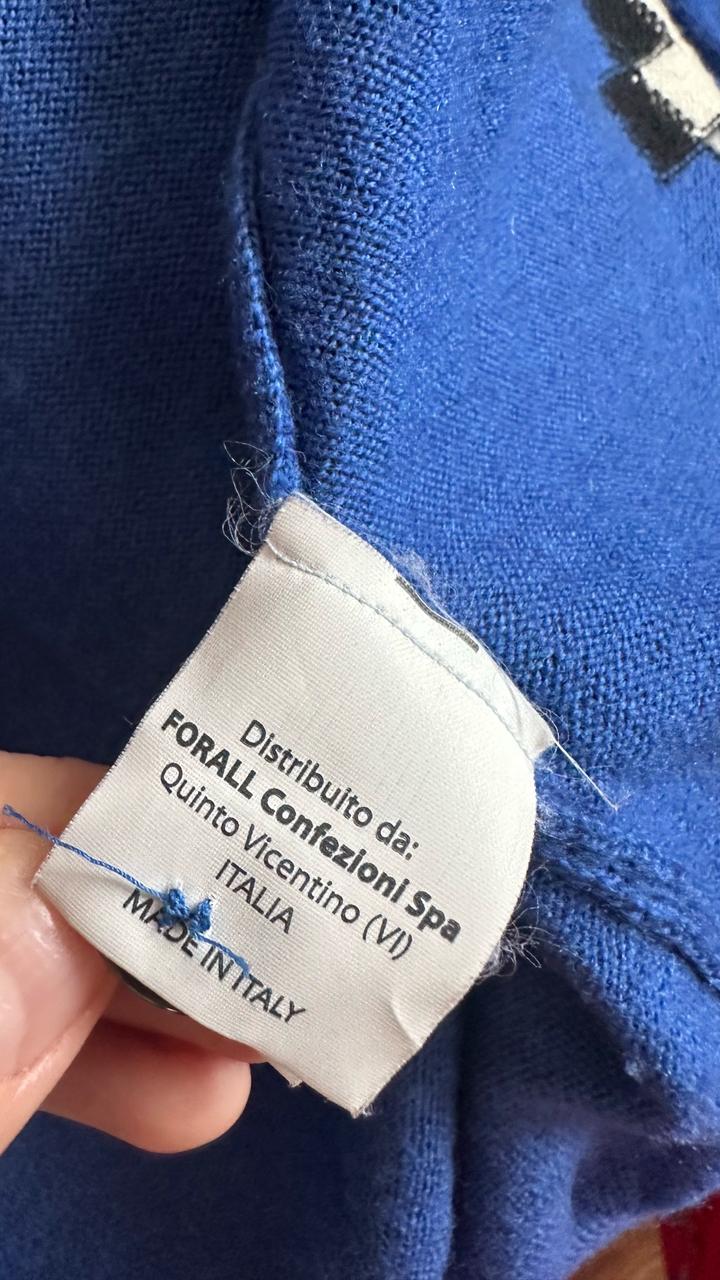 Distribuito da:
FORALL Confezioni Spa
Quinto Vicentino (VI)
ITALIA
MADE IN ITALY